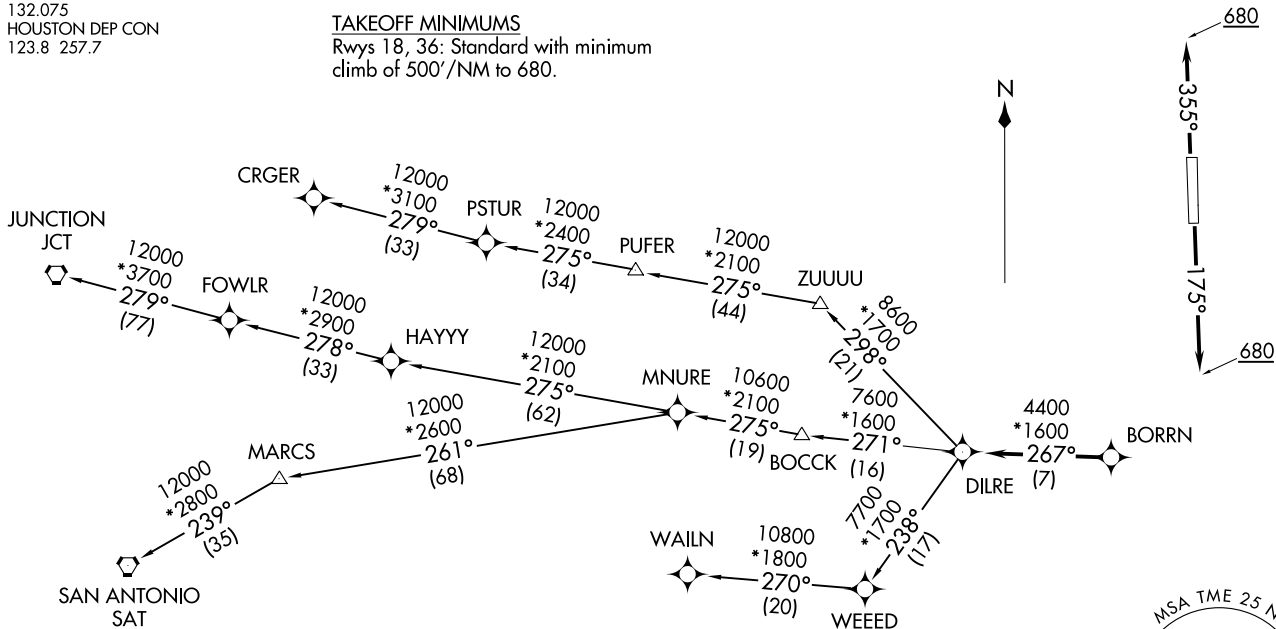 132.075
HOUSTON DEP CON
123.8 257.7
TAKEOFF MINIMUMS
Rwys 18, 36: Standard with minimum
climb of 500'/NM to 680.
680
355°
175°
680
N
CRGER
12000
*3100
279°
(33)
PSTUR
12000
*2400
275°
(34)
PUFER
12000
*2100
275°
(44)
ZUUUU
8600
*1700
298°
(21)
JUNCTION
JCT
12000
*3700
279°
(77)
FOWLR
12000
*2900
278°
(33)
HAYYY
12000
*2100
275°
(62)
MNURE
10600
*2100
275°
(19)
BOCCK
7600
*1600
271°
(16)
DILRE
4400
*1600
267°
(7)
BORRN
12000
*2600
261°
(68)
MARCS
12000
*2800
239°
(35)
SAN ANTONIO
SAT
7700
*1700
238°
(17)
WAILN
10800
*1800
270°
(20)
WEEED
MSA TME 25 N